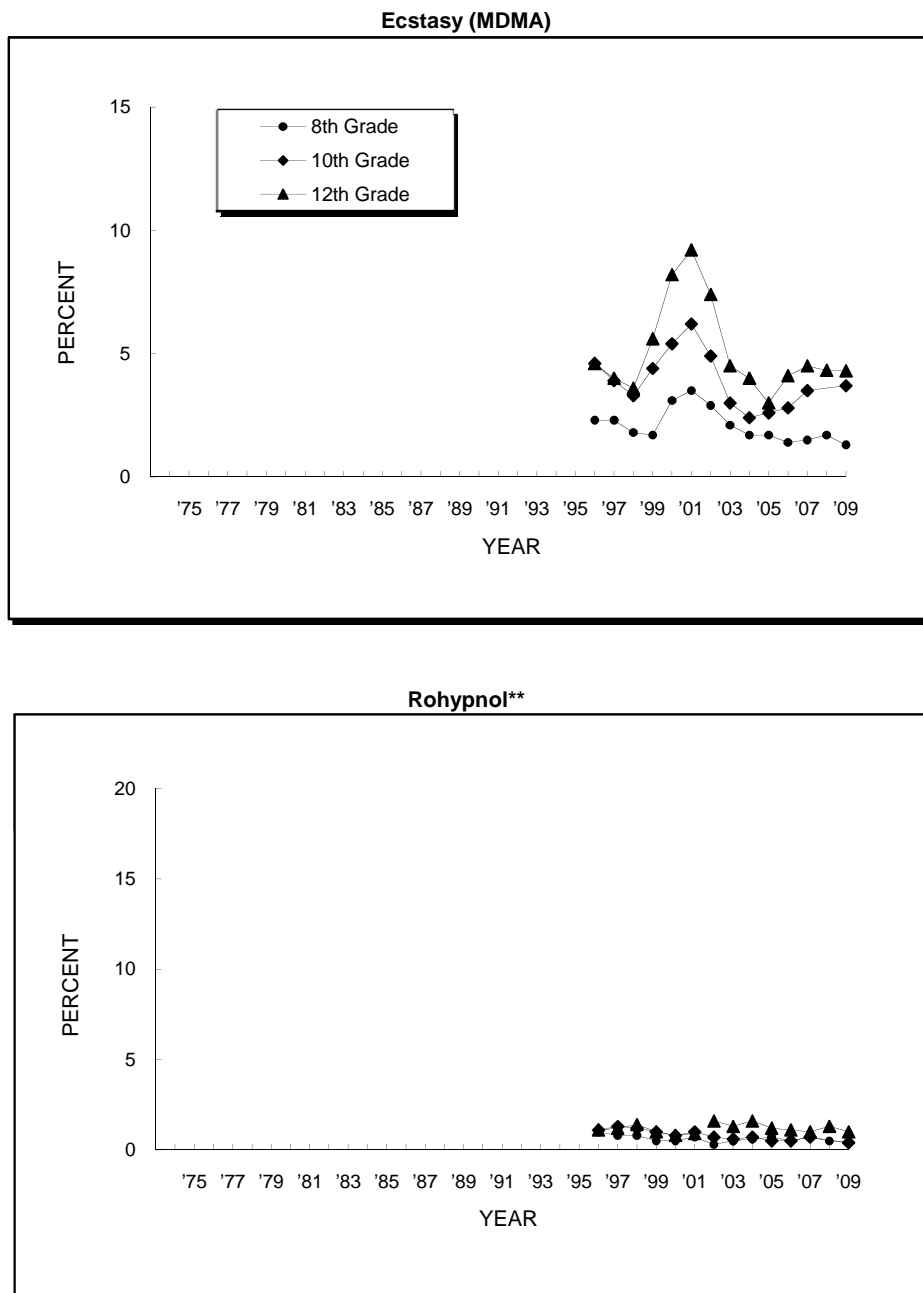 Ecstasy (MDMA)
15
10
5
0
PERCENT
8th Grade
10th Grade
12th Grade
’75 ’77 ’79 ’81 ’83 ’85 ’87 ’89 ’91 ’93 ’95 ’97 ’99 ’01 ’03 ’05 ’07 ’09
YEAR
Rohypnol**
20
15
10
5
0
PERCENT
’75 ’77 ’79 ’81 ’83 ’85 ’87 ’89 ’91 ’93 ’95 ’97 ’99 ’01 ’03 ’05 ’07 ’09
YEAR